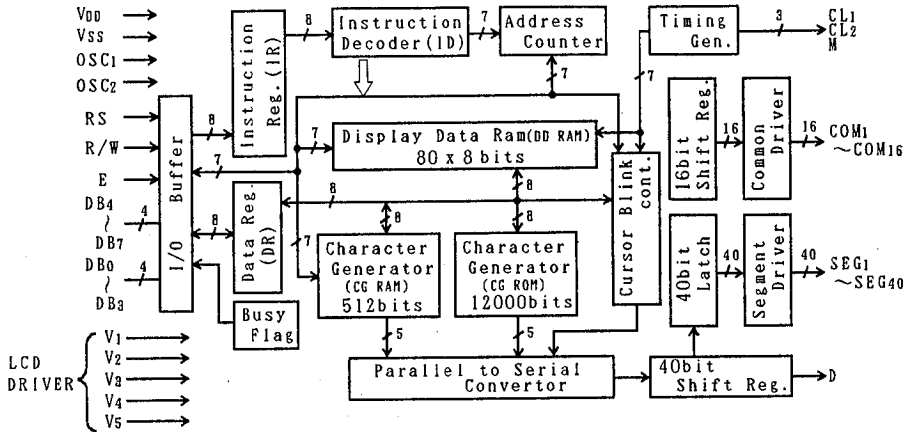 VDD
VSS
OSC1
OSC2
RS
R/W
E
DB4
~
DB7
DB0
~
DB3
4
4
I/O Buffer
8
7
8
Instruction
Reg. (IR)
8
Instruction
Decoder(ID)
7
Address
Counter
7
Timing
Gen.
3
CL1
CL2
M
7
7
Display Data Ram(DD RAM)
80 x 8 bits
8
Data Reg.
(DR)
8
7
8
8
Character
Generator
(CG RAM)
512bits
Character
Generator
(CG ROM)
12000bits
Cursor Blink
cont.
16bit
Shift Reg.
16
Common
Driver
16
COM1
~COM16
40bit
Latch
40
Segment
Driver
40
SEG1
~SEG40
Busy
Flag
5
5
Parallel to Serial
Convertor
40bit
Shift Reg.
D
LCD
DRIVER
V1
V2
V3
V4
V5